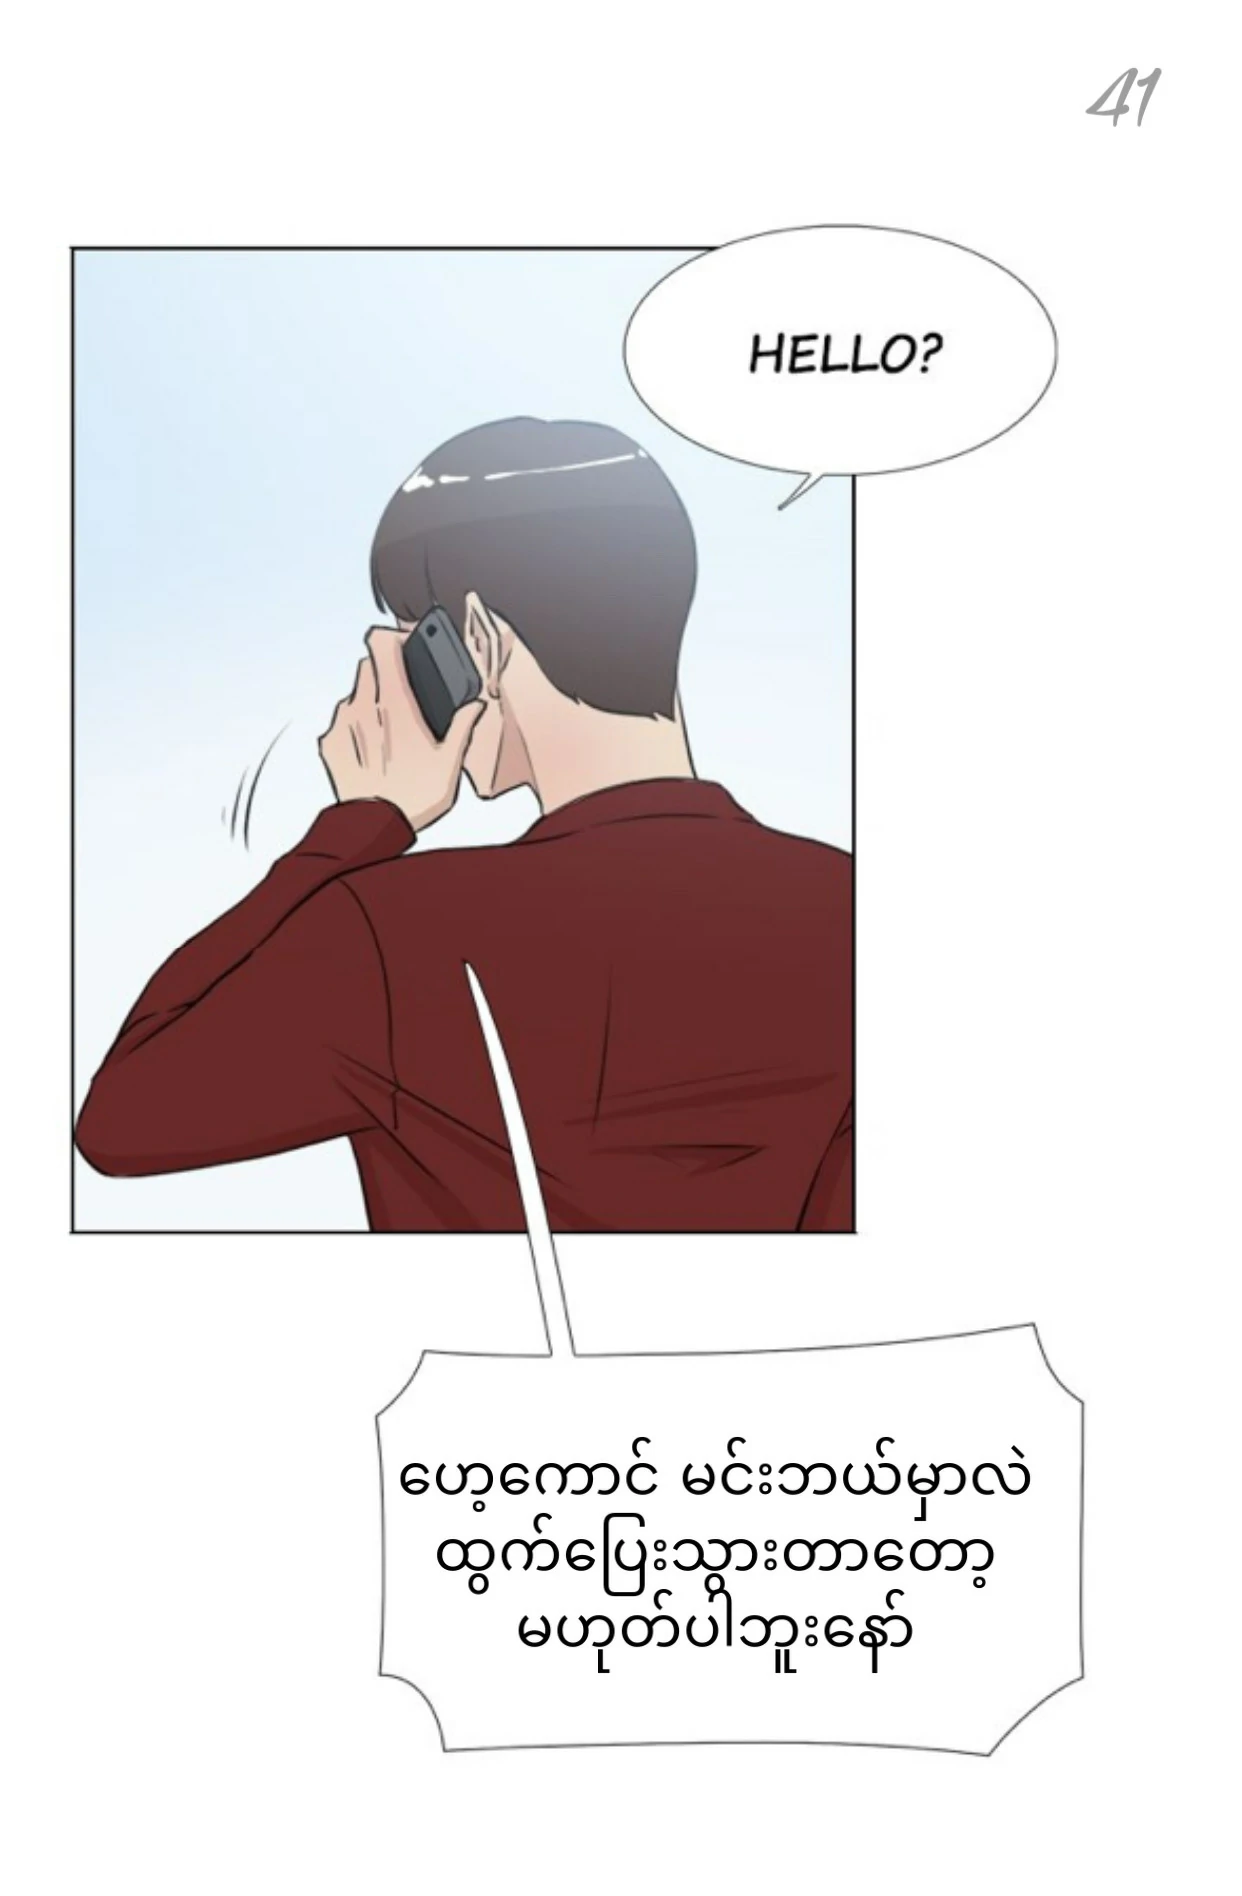 41
HELLO?
ဟေ့ကောင် မင်းဘယ်မှာလဲ
ထွက်ပြေးသွားတာတော့
မဟုတ်ပါဘူးနော်